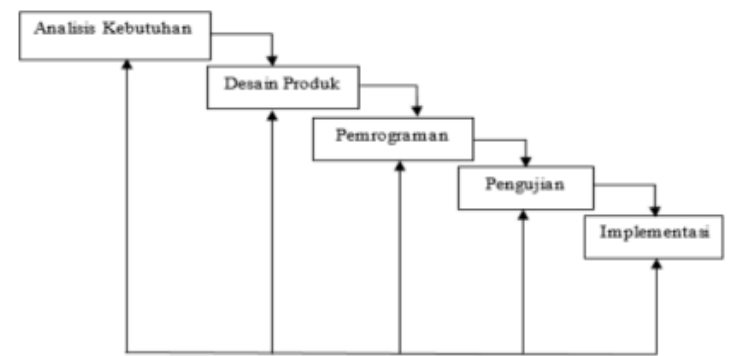 Analisis Kebutuhan
Desain Produk
Pemrograman
Pengujian
Implementasi